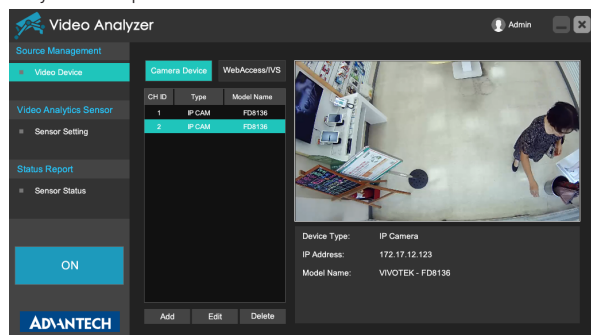 Video Analyzer
Admin
Source Management
Video Device
Video Analytics Sensor
Sensor Setting
Status Report
Sensor Status
ON
ADVANTECH
Camera Device WebAccess/IVS
CH ID Type Model Name
1 IP CAM FD8136
2 IP CAM FD8136
Add Edit Delete
Device Type: IP Camera
IP Address: 172.17.12.123
Model Name: VIVOTEK - FD8136